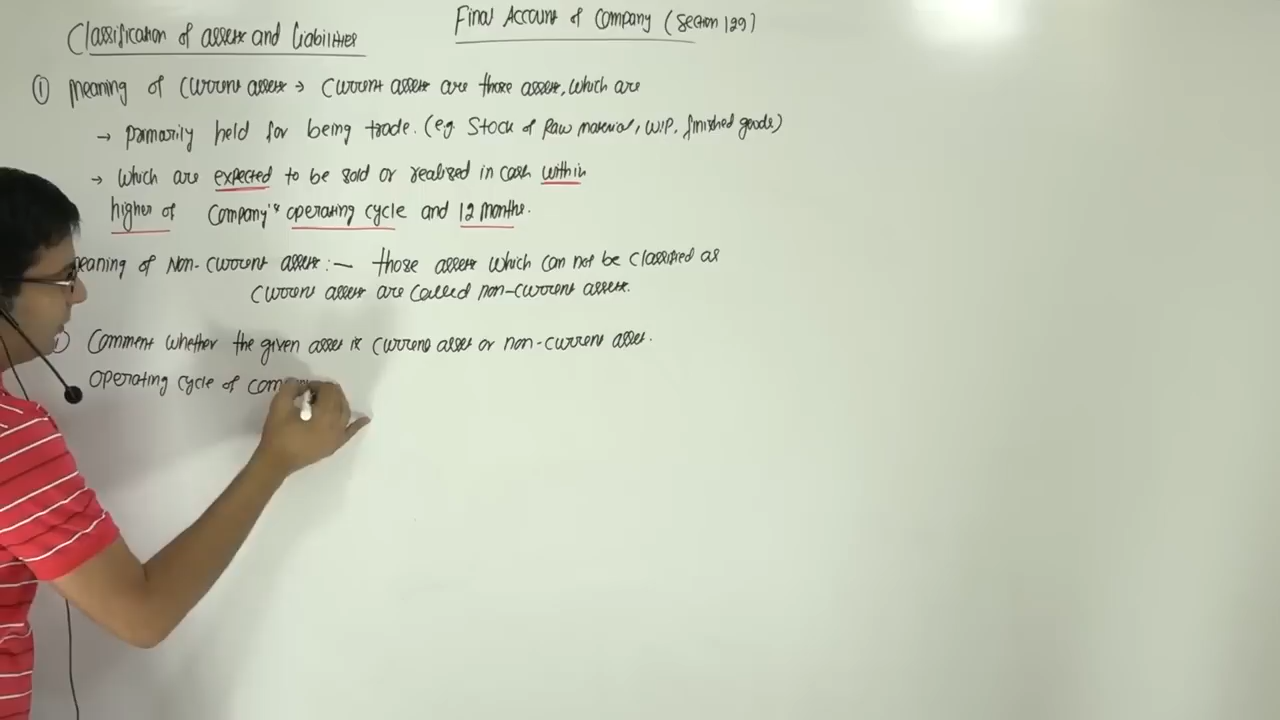 Final Account of Company (Section 129)
Classification of assets and liabilities
① Meaning of Current assets → Current assets are those assets, which are
→ Primarily held for being trade. (e.g. Stock of Raw material, WIP, finished goods)
→ Which are expected to be sold or realised in cash within
higher of Company's operating cycle and 12 months.
Meaning of Non-Current assets :— those assets which can not be classified as
Current assets are called non-current assets.
Comment whether the given asset is Current asset or non-current asset.
Operating cycle of com